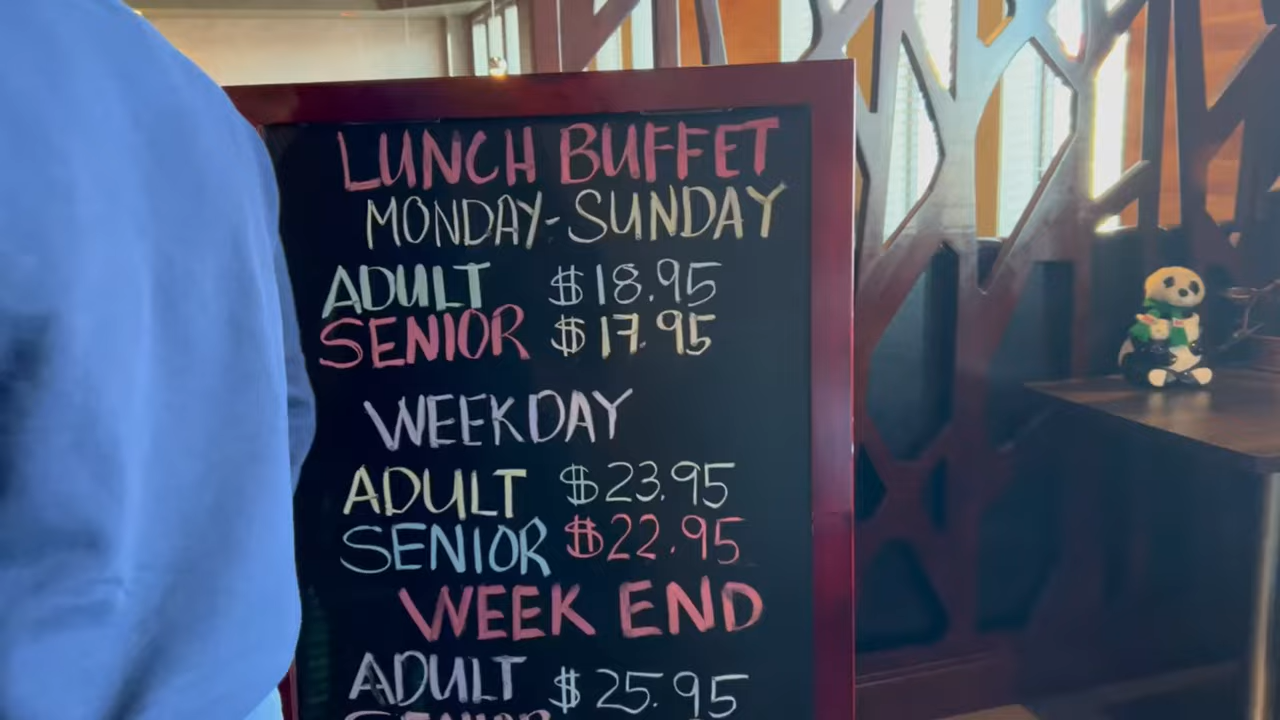 LUNCH BUFFET
MONDAY-SUNDAY
ADULT $18.95
SENIOR $17.95
WEEKDAY
ADULT $23.95
SENIOR $22.95
WEEK END
ADULT $25.95
SENIOR